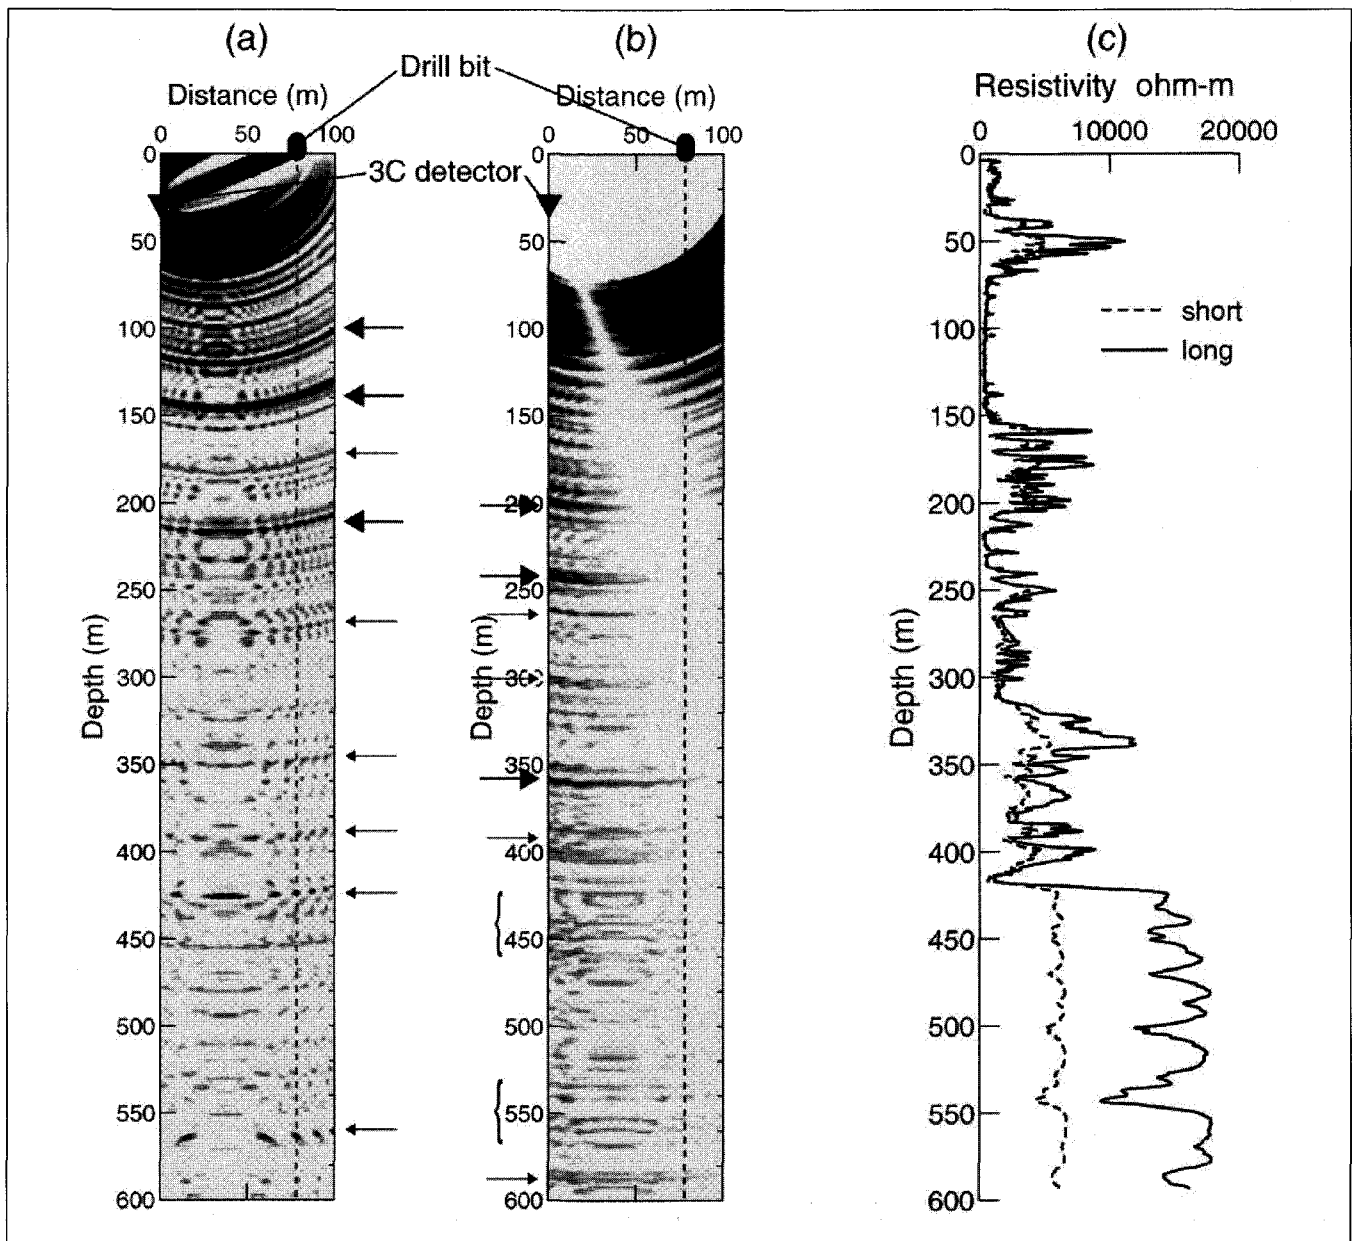 (a) (b) (c)
Drill bit
Distance (m) Distance (m) Resistivity ohm-m
0 50 100 0 50 100 0 10000 20000
3C detector
0 0 0
50 50 50
short
100 100 100
long
150 150 150
200 200 200
250 250 250
Depth (m) Depth (m) Depth (m)
300 300 300
350 350 350
400 400 400
450 450 450
500 500 500
550 550 550
600 600 600